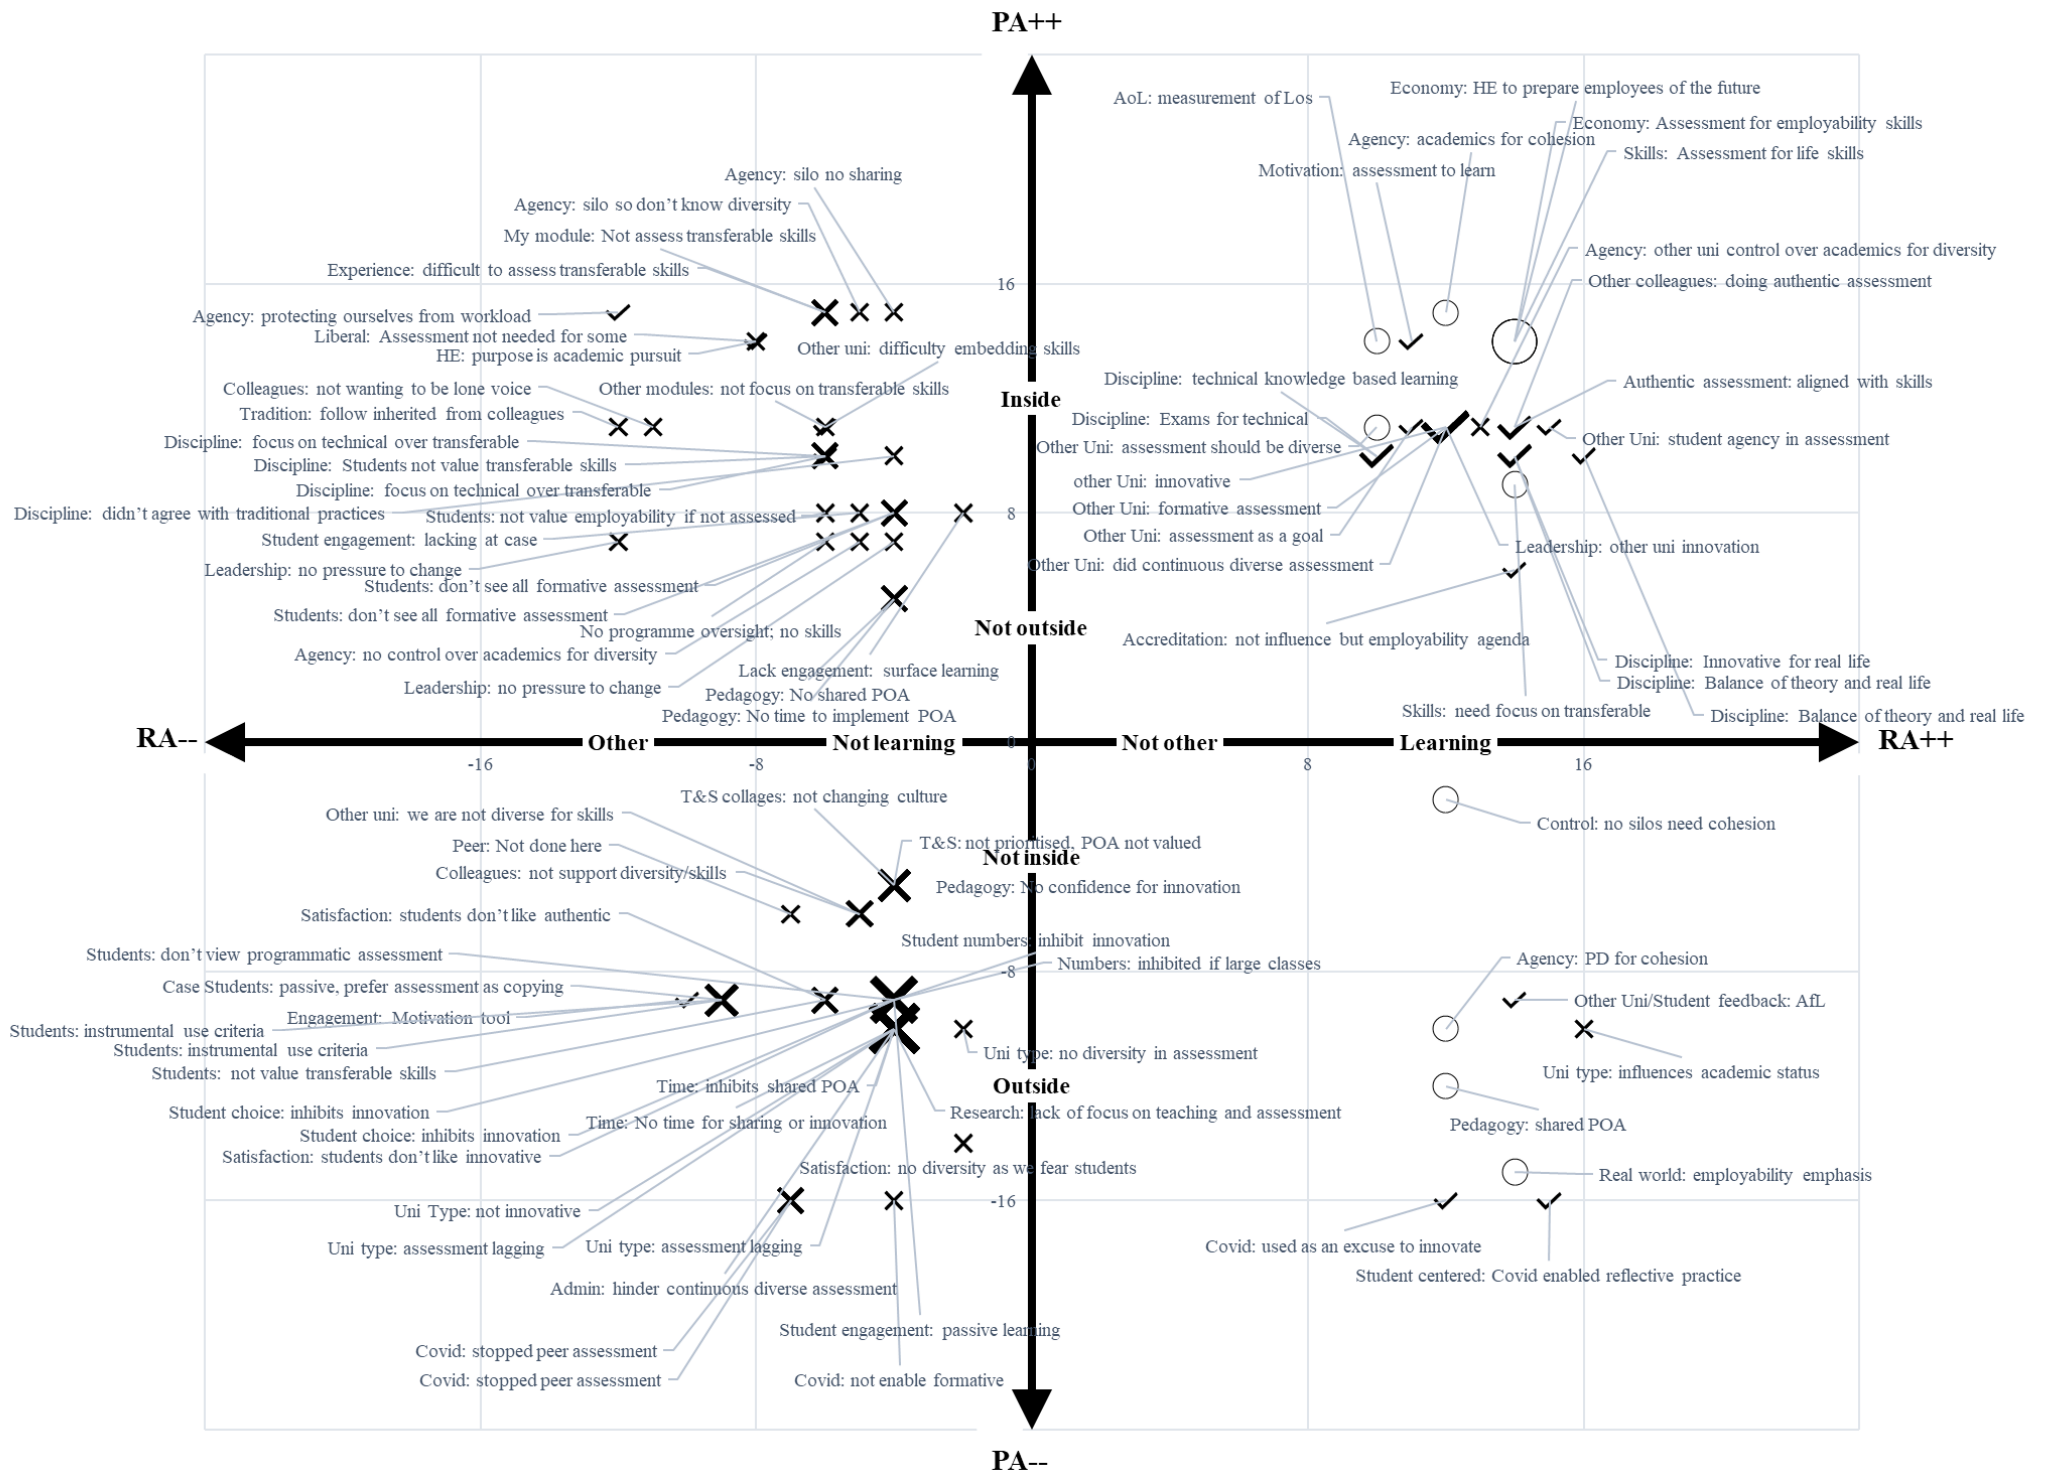 PA++
Economy: HE to prepare employees of the future
AoL: measurement of Los
Economy: Assessment for employability skills
Agency: academics for cohesion
Skills: Assessment for life skills
Motivation: assessment to learn
Agency: silo no sharing
Agency: silo so don't know diversity
My module: Not assess transferable skills
Agency: other uni control over academics for diversity
Experience: difficult to assess transferable skills
Other colleagues: doing authentic assessment
16
Agency: protecting ourselves from workload
Liberal: Assessment not needed for some
Other uni: difficulty embedding skills
HE: purpose is academic pursuit
Discipline: technical knowledge based learning
Authentic assessment: aligned with skills
Colleagues: not wanting to be lone voice
Other modules: not focus on transferable skills
Inside
Tradition: follow inherited from colleagues
Discipline: Exams for technical
Other Uni: student agency in assessment
Discipline: focus on technical over transferable
Other Uni: assessment should be diverse
Discipline: Students not value transferable skills
other Uni: innovative
Discipline: focus on technical over transferable
Other Uni: formative assessment
Discipline: didn't agree with traditional practices
Students: not value employability if not assessed
8
Other Uni: assessment as a goal
Student engagement: lacking at case
Leadership: other uni innovation
Other Uni: did continuous diverse assessment
Leadership: no pressure to change
Students: don't see all formative assessment
Students: don't see all formative assessment
Not outside
No programme oversight; no skills
Accreditation: not influence but employability agenda
Agency: no control over academics for diversity
Discipline: Innovative for real life
Lack engagement: surface learning
Discipline: Balance of theory and real life
Leadership: no pressure to change
Pedagogy: No shared POA
Skills: need focus on transferable
Pedagogy: No time to implement POA
Discipline: Balance of theory and real life
RA--
Other
Not learning
0
Not other
Learning
RA++
-16
-8
0
8
16
T&S collages: not changing culture
Other uni: we are not diverse for skills
Control: no silos need cohesion
Peer: Not done here
T&S: not prioritised, POA not valued
Not inside
Colleagues: not support diversity/skills
Pedagogy: No confidence for innovation
Satisfaction: students don't like authentic
Student numbers: inhibit innovation
Students: don't view programmatic assessment
Numbers: inhibited if large classes
Agency: PD for cohesion
-8
Case Students: passive, prefer assessment as copying
Other Uni/Student feedback: AfL
Engagement: Motivation tool
Students: instrumental use criteria
Students: instrumental use criteria
Uni type: no diversity in assessment
Students: not value transferable skills
Uni type: influences academic status
Time: inhibits shared POA
Outside
Student choice: inhibits innovation
Research: lack of focus on teaching and assessment
Time: No time for sharing or innovation
Pedagogy: shared POA
Student choice: inhibits innovation
Satisfaction: students don't like innovative
Satisfaction: no diversity as we fear students
Real world: employability emphasis
-16
Uni Type: not innovative
Uni type: assessment lagging
Uni type: assessment lagging
Covid: used as an excuse to innovate
Student centered: Covid enabled reflective practice
Admin: hinder continuous diverse assessment
Student engagement: passive learning
Covid: stopped peer assessment
Covid: stopped peer assessment
Covid: not enable formative
PA--